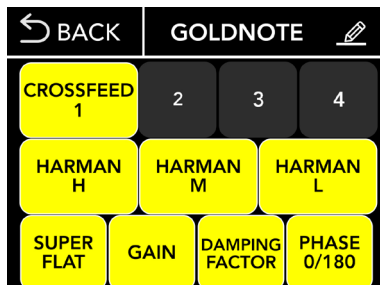 BACK GOLDNOTE
CROSSFEED 1 2 3 4
HARMAN H HARMAN M HARMAN L
SUPER FLAT GAIN DAMPING FACTOR PHASE 0/180